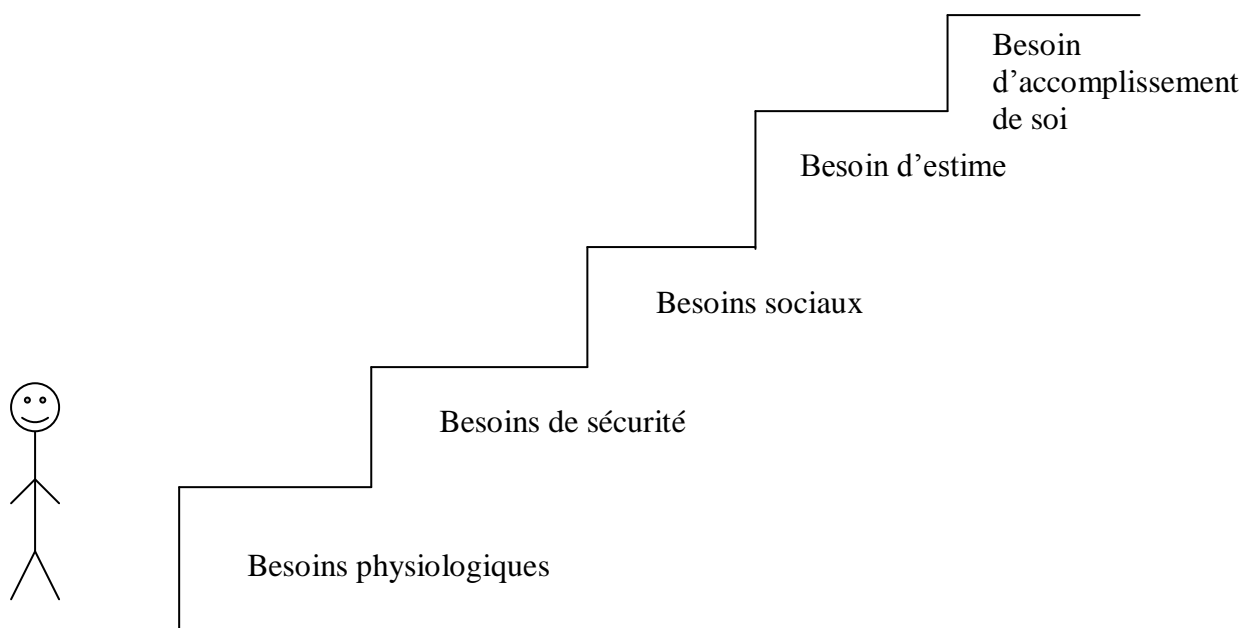 Besoin
d’accomplissement
de soi
Besoin d’estime
Besoins sociaux
Besoins de sécurité
Besoins physiologiques